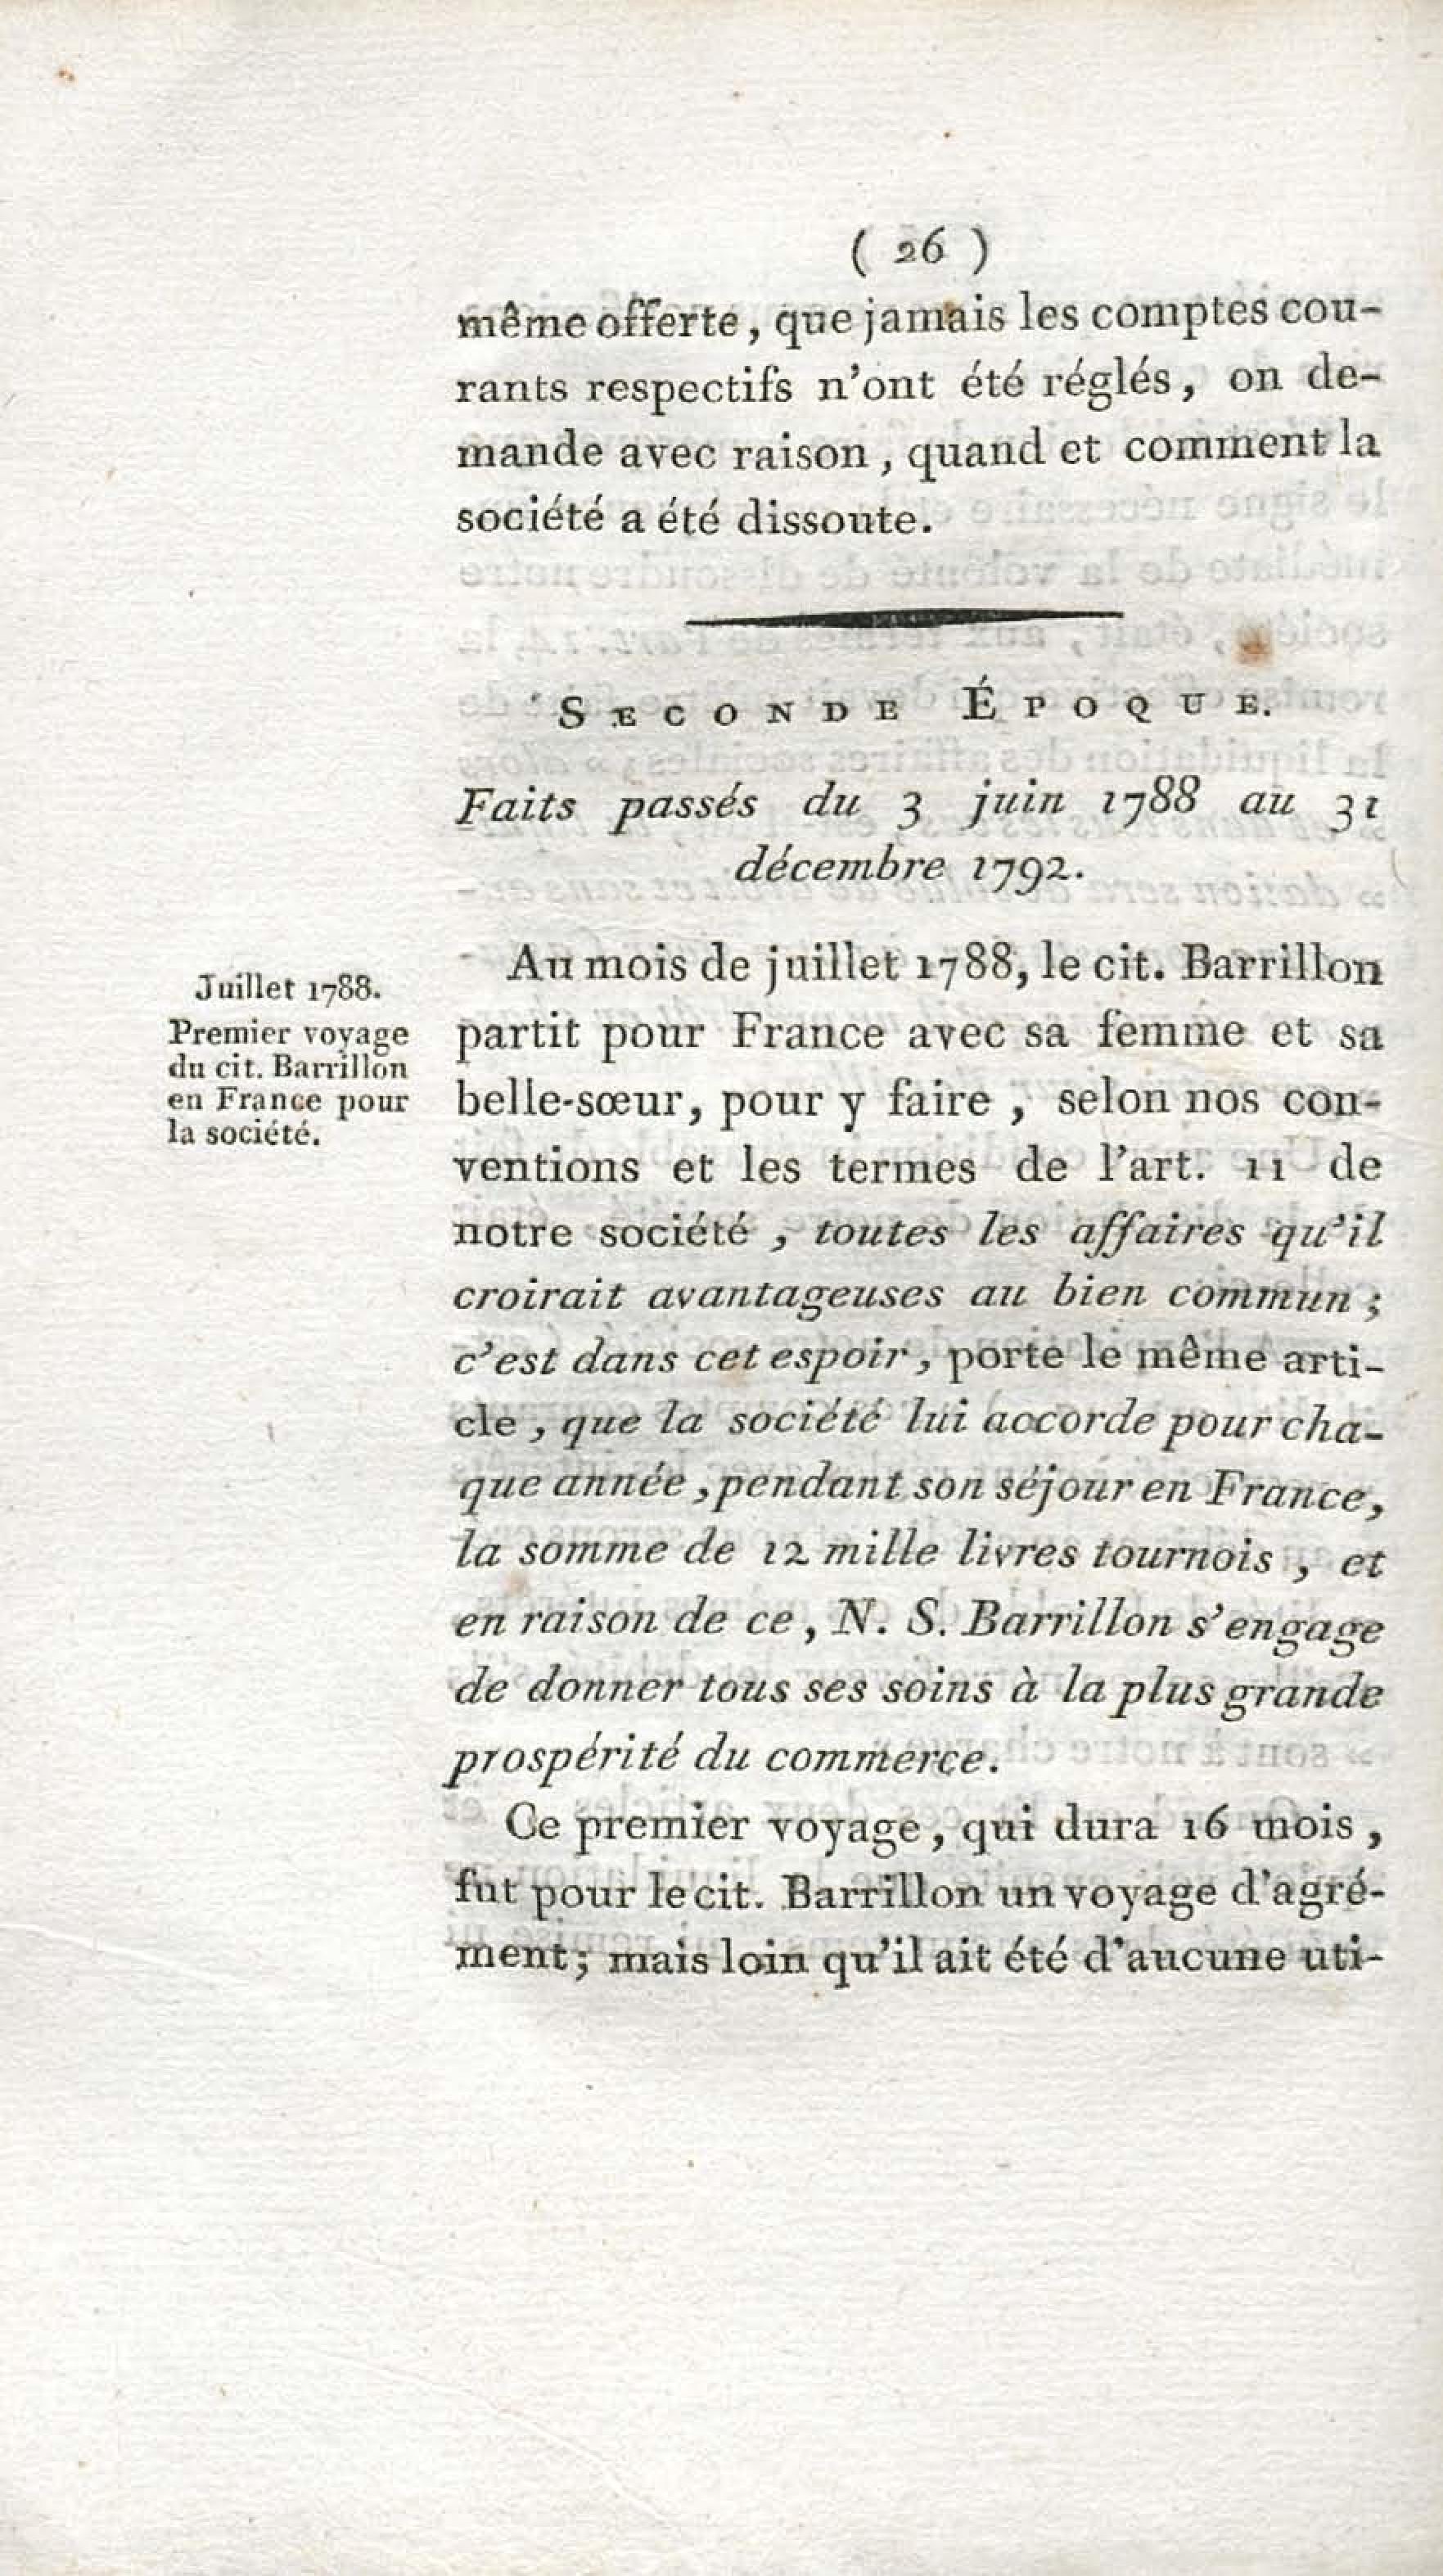 ( 26 )
même offerte, que jamais les comptes cou-
rants respectifs n'ont été réglés, on de-
mande avec raison, quand et comment la
société a été dissoute.
SECONDE ÉPOQUE.
Faits passés du 3 juin 1788 au 31
décembre 1792.
Juillet 1788.
Premier voyage
du cit. Barrillon
en France pour
la société.
Au mois de juillet 1788, le cit. Barrillon
partit pour France avec sa femme et sa
belle-sœur, pour y faire, selon nos con-
ventions et les termes de l'art. 11 de
notre société, toutes les affaires qu'il
croirait avantageuses au bien commun;
c'est dans cet espoir, porte le même arti-
cle, que la société lui accorde pour cha-
que année, pendant son séjour en France,
la somme de 12 mille livres tournois, et
en raison de ce, N. S. Barrillon s'engage
de donner tous ses soins à la plus grande
prospérité du commerce.
Ce premier voyage, qui dura 16 mois,
fut pour le cit. Barrillon un voyage d'agré-
ment; mais loin qu'il ait été d'aucune uti-